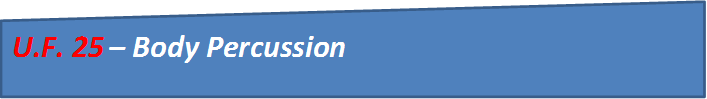 U.F. 25 – Body Percussion